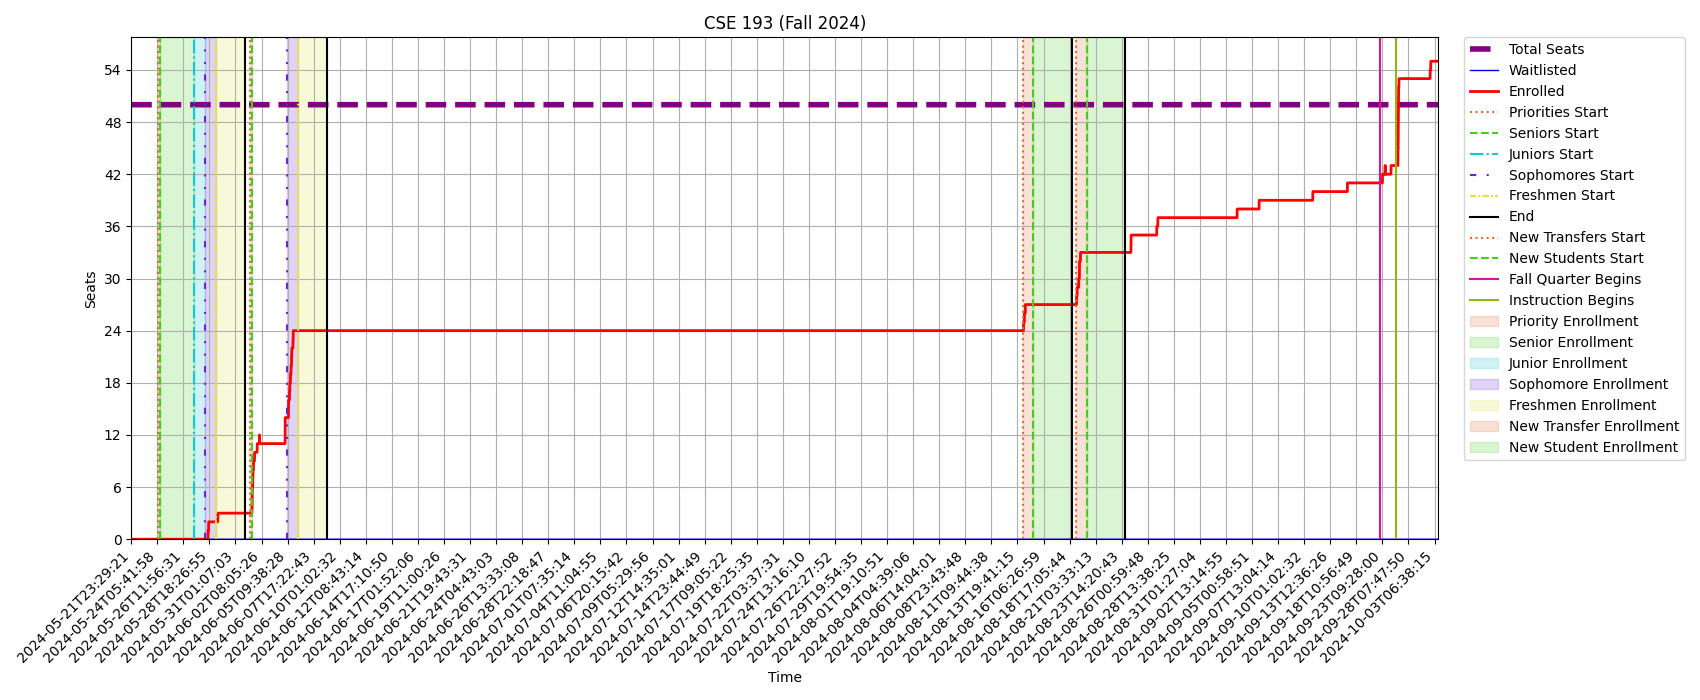 CSE 193 (Fall 2024)
Seats
54
48
42
36
30
24
18
12
6
0
2024-05-21T23:29:21
2024-05-24T05:41:58
2024-05-26T11:56:31
2024-05-28T18:26:55
2024-05-31T01:07:03
2024-06-02T08:05:26
2024-06-05T09:38:28
2024-06-07T17:22:43
2024-06-10T01:02:32
2024-06-12T08:43:14
2024-06-14T17:10:50
2024-06-17T01:52:06
2024-06-19T11:00:26
2024-06-21T19:43:31
2024-06-24T04:43:03
2024-06-26T13:33:08
2024-06-28T22:18:47
2024-07-01T07:35:14
2024-07-04T11:04:55
2024-07-06T20:15:42
2024-07-09T05:29:56
2024-07-12T14:35:01
2024-07-14T23:44:49
2024-07-17T09:05:22
2024-07-19T18:25:35
2024-07-22T03:37:31
2024-07-24T13:16:10
2024-07-26T22:27:52
2024-07-29T19:54:35
2024-08-01T19:10:51
2024-08-04T04:39:06
2024-08-06T14:04:01
2024-08-08T23:43:48
2024-08-11T09:44:38
2024-08-13T19:41:15
2024-08-16T06:26:59
2024-08-18T17:05:44
2024-08-21T03:33:13
2024-08-23T14:20:43
2024-08-26T00:59:48
2024-08-28T13:38:25
2024-08-31T01:27:04
2024-09-02T13:14:55
2024-09-05T00:58:51
2024-09-07T13:04:14
2024-09-10T01:02:32
2024-09-13T12:36:26
2024-09-18T10:56:49
2024-09-23T09:28:00
2024-09-28T07:47:50
2024-10-03T06:38:15
Time
Total Seats
Waitlisted
Enrolled
Priorities Start
Seniors Start
Juniors Start
Sophomores Start
Freshmen Start
End
New Transfers Start
New Students Start
Fall Quarter Begins
Instruction Begins
Priority Enrollment
Senior Enrollment
Junior Enrollment
Sophomore Enrollment
Freshmen Enrollment
New Transfer Enrollment
New Student Enrollment